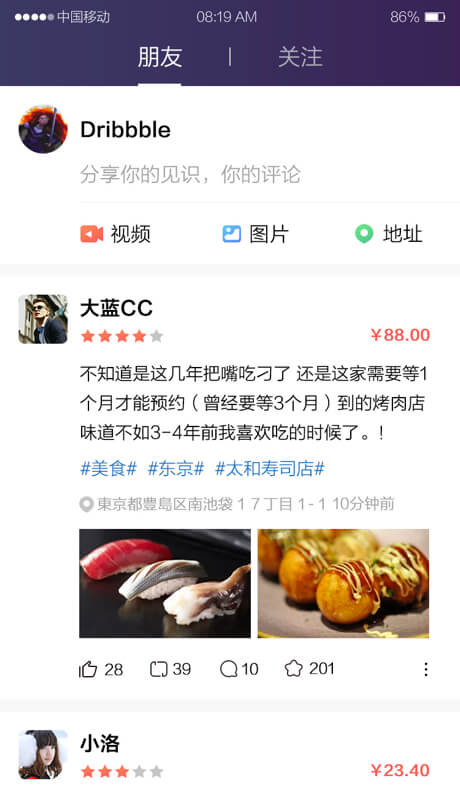 中国移动 08:19 AM 86%
朋友 | 关注
Dribbble
分享你的见识，你的评论
视频 图片 地址
大蓝CC
¥88.00
不知道是这几年把嘴吃刁了 还是这家需要等1
个月才能预约（曾经要等3个月）到的烤肉店
味道不如3-4年前我喜欢吃的时候了。!
#美食# #东京# #太和寿司店#
東京都豊島区南池袋 1 7 丁目 1 - 1 10分钟前
28 39 10 201
小洛
¥23.40